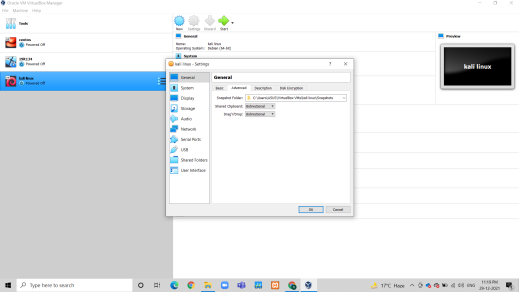 Oracle VM VirtualBox Manager
File Machine Help
Tools
centos
Powered Off
Powered Off
kali linux
Powered Off
New Settings Discard Start
General
Name: kali linux
Operating System: Debian (64-bit)
System
Preview
kali linux
kali linux - Settings
General
System
Display
Storage
Audio
Network
Serial Ports
USB
Shared Folders
User Interface
General
Basic Advanced Description Disk Encryption
Snapshot Folder:
Shared Clipboard: Bidirectional
Drag'n'Drop: Bidirectional
OK Cancel
Type here to search
17°C Haze
ENG
11:19 PM
29-12-2021